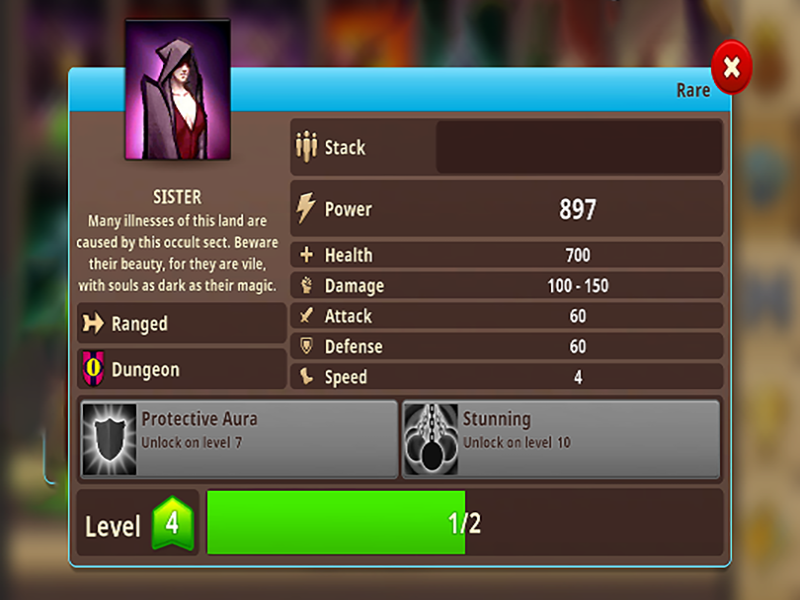 Rare
SISTER
Many illnesses of this land are
caused by this occult sect. Beware
their beauty, for they are vile,
with souls as dark as their magic.
Ranged
Dungeon
Stack
Power 897
Health 700
Damage 100 - 150
Attack 60
Defense 60
Speed 4
Protective Aura
Unlock on level 7
Stunning
Unlock on level 10
Level 4 1/2